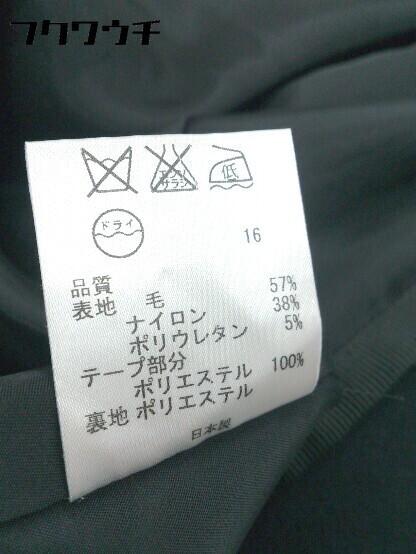 フクワウチ
エンソ
サラシ
低
ドライ
16
品質
表地 毛 57%
ナイロン 38%
ポリウレタン 5%
テープ部分
ポリエステル 100%
裏地 ポリエステル
日本製